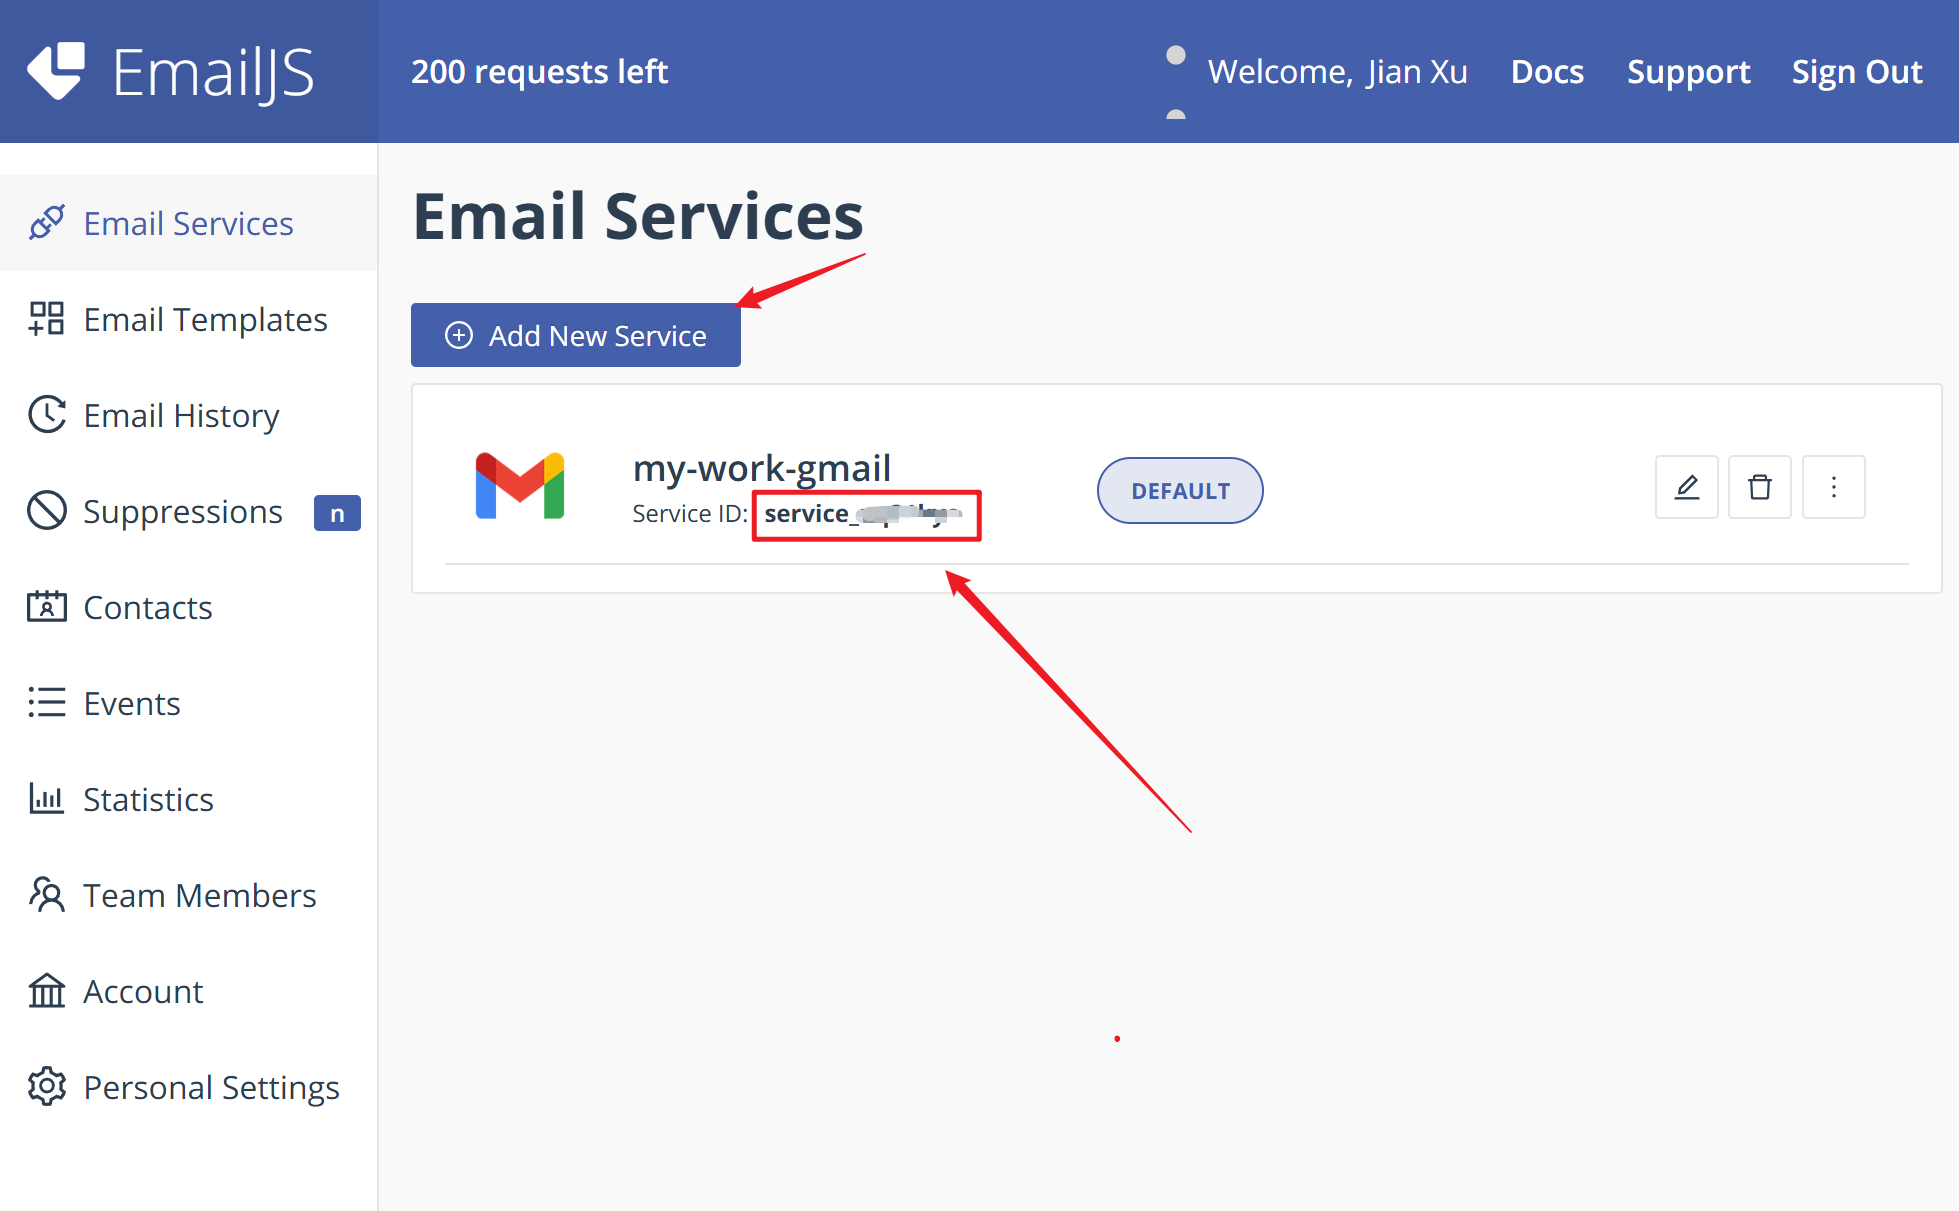 EmailJS
200 requests left
Welcome, Jian Xu
Docs
Support
Sign Out
Email Services
Email Templates
Email History
Suppressions n
Contacts
Events
Statistics
Team Members
Account
Personal Settings
Email Services
Add New Service
my-work-gmail
Service ID: service_
DEFAULT